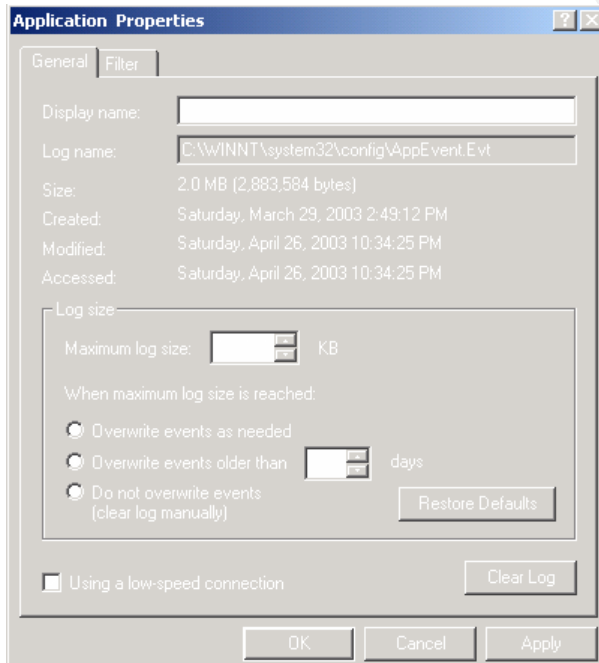 Application Properties
General Filter
Display name:
Log name: C:\WINNT\system32\config\AppEvent.Evt
Size: 2.0 MB (2,883,584 bytes)
Created: Saturday, March 29, 2003 2:49:12 PM
Modified: Saturday, April 26, 2003 10:34:25 PM
Accessed: Saturday, April 26, 2003 10:34:25 PM
Log size
Maximum log size: KB
When maximum log size is reached:
Overwrite events as needed
Overwrite events older than days
Do not overwrite events
(clear log manually)
Restore Defaults
Using a low-speed connection
Clear Log
OK Cancel Apply